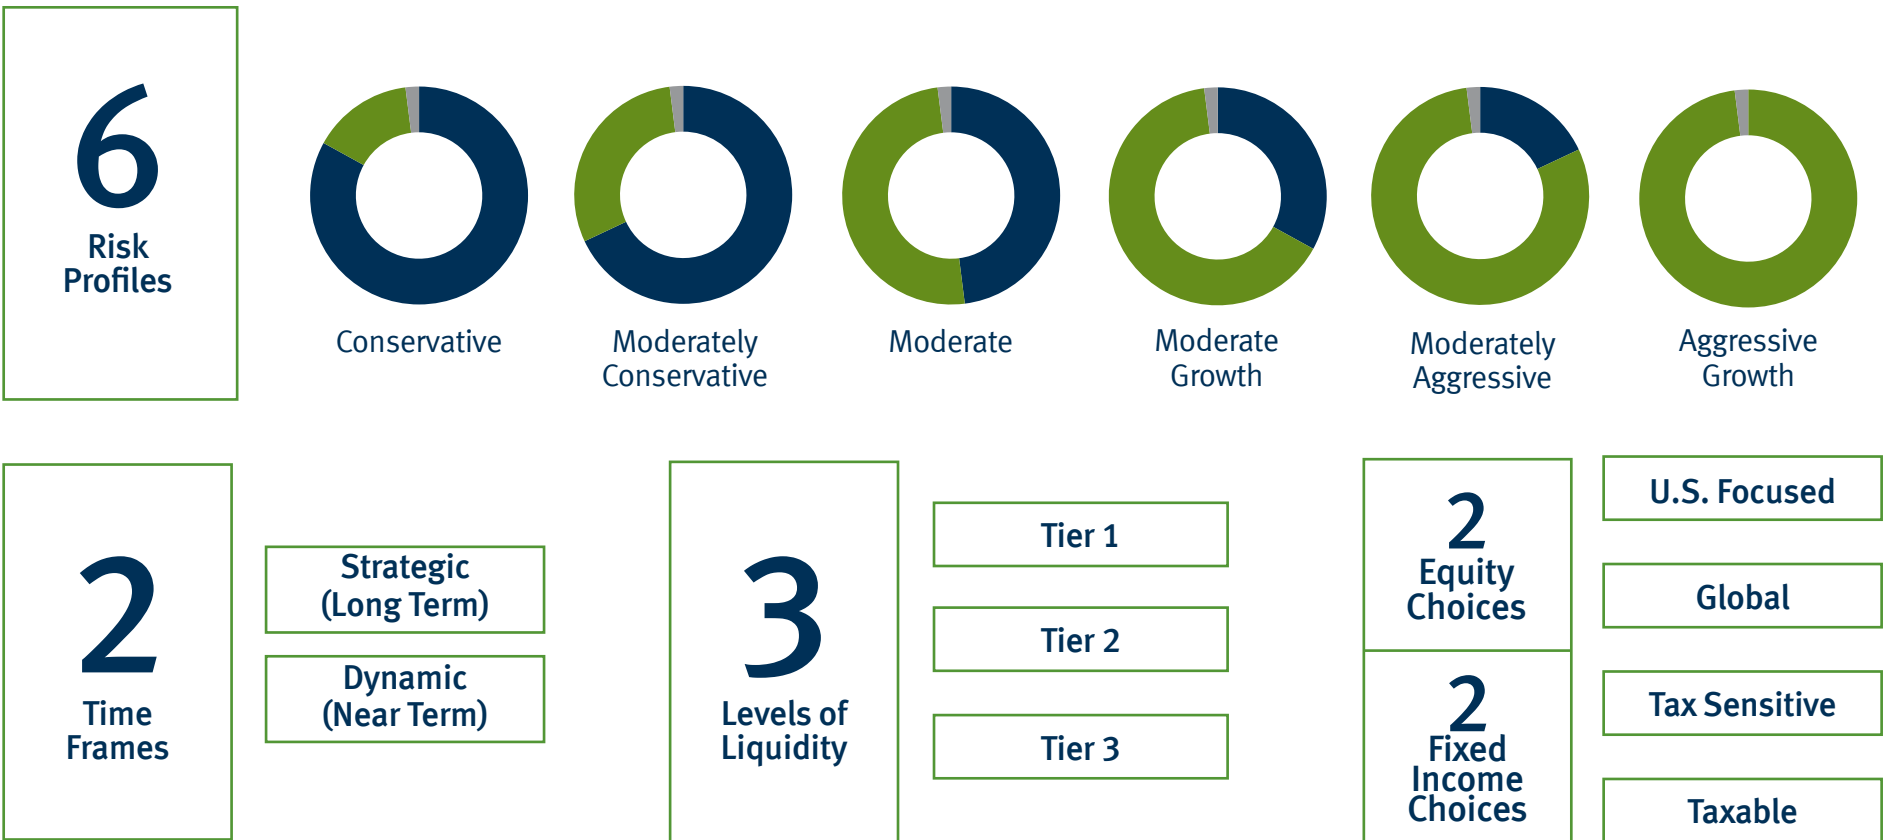 6
Risk
Profiles
Conservative
Moderately
Conservative
Moderate
Moderate
Growth
Moderately
Aggressive
Aggressive
Growth
2
Time
Frames
Strategic
(Long Term)
Dynamic
(Near Term)
3
Levels of
Liquidity
Tier 1
Tier 2
Tier 3
2
Equity
Choices
2
Fixed
Income
Choices
U.S. Focused
Global
Tax Sensitive
Taxable